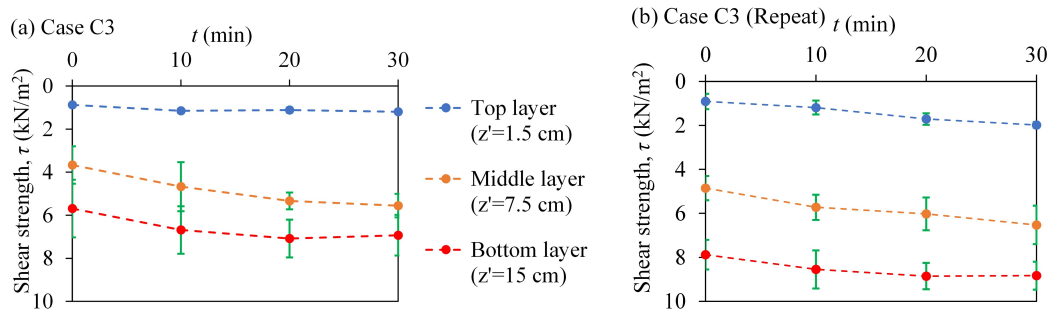 (a) Case C3
t (min)
0 10 20 30
0
2
4
6
8
10
Shear strength, τ (kN/m²)
Top layer
(z'=1.5 cm)
Middle layer
(z'=7.5 cm)
Bottom layer
(z'=15 cm)
(b) Case C3 (Repeat)
t (min)
0 10 20 30
0
2
4
6
8
10
Shear strength, τ (kN/m²)